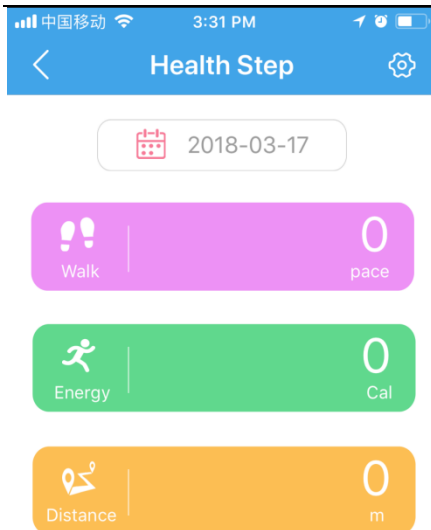 中国移动 3:31 PM
Health Step
2018-03-17
0
Walk pace
0
Energy Cal
0
Distance m